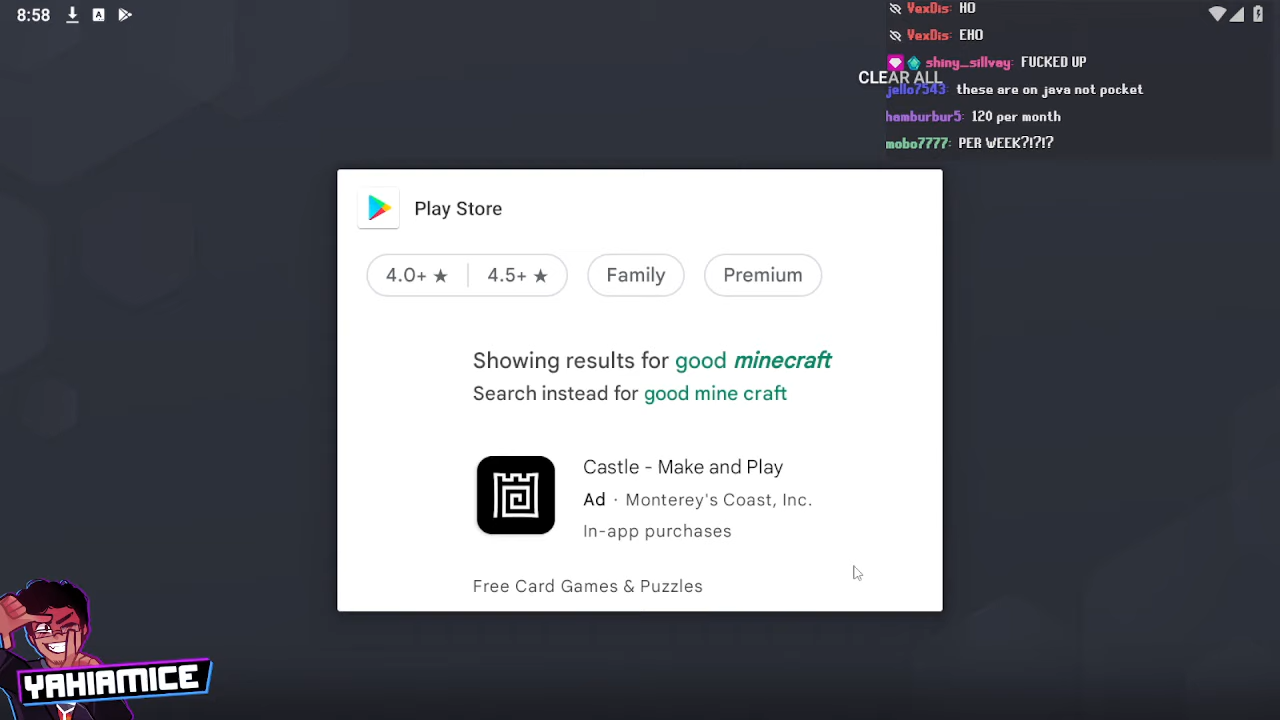 8:58
VexDis: HO
VexDis: EHO
shiny_sillvay: FUCKED UP
CLEAR ALL
jello7543: these are on java not pocket
hamburbur5: 120 per month
mobo7777: PER WEEK?!?!?
Play Store
4.0+ ★ 4.5+ ★ Family Premium
Showing results for good minecraft
Search instead for good mine craft
Castle - Make and Play
Ad · Monterey's Coast, Inc.
In-app purchases
Free Card Games & Puzzles
YAHIAMICE